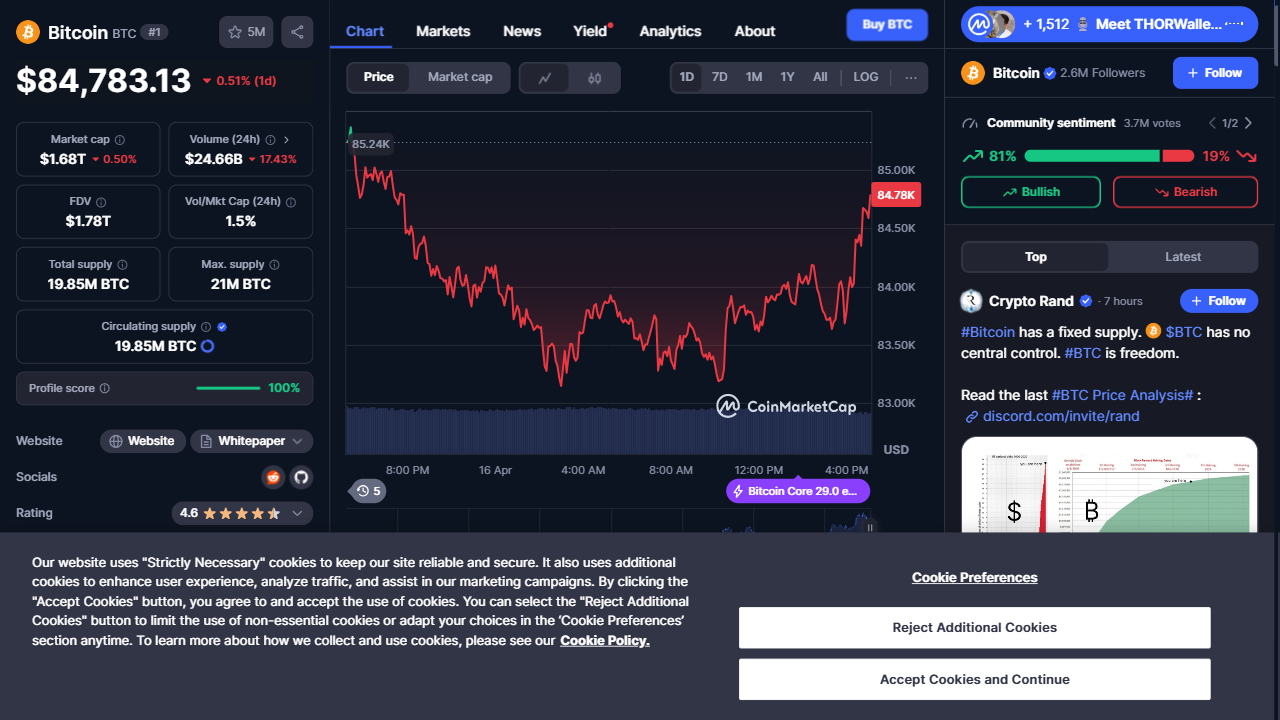 Bitcoin BTC #1
5M
$84,783.13 0.51% (1d)
Market cap
$1.68T 0.50%
Volume (24h)
$24.66B 17.43%
FDV
$1.78T
Vol/Mkt Cap (24h)
1.5%
Total supply
19.85M BTC
Max. supply
21M BTC
Circulating supply
19.85M BTC
Profile score 100%
Website Website Whitepaper
Socials
Rating 4.6
Chart Markets News Yield Analytics About
Buy BTC
Price Market cap
1D 7D 1M 1Y All LOG ...
85.24K
85.00K
84.78K
84.50K
84.00K
83.50K
83.00K
CoinMarketCap
USD
8:00 PM 16 Apr 4:00 AM 8:00 AM 12:00 PM 4:00 PM
5
Bitcoin Core 29.0 e...
+ 1,512 Meet THORWalle...
Bitcoin 2.6M Followers + Follow
Community sentiment 3.7M votes 1/2
81% 19%
Bullish Bearish
Top Latest
Crypto Rand · 7 hours + Follow
#Bitcoin has a fixed supply. $BTC has no
central control. #BTC is freedom.
Read the last #BTC Price Analysis# :
discord.com/invite/rand
$
Our website uses "Strictly Necessary" cookies to keep our site reliable and secure. It also uses additional
cookies to enhance user experience, analyze traffic, and assist in our marketing campaigns. By clicking the
"Accept Cookies" button, you agree to and accept the use of cookies. You can select the "Reject Additional
Cookies" button to limit the use of non-essential cookies or adapt your choices in the 'Cookie Preferences'
section anytime. To learn more about how we collect and use cookies, please see our Cookie Policy.
Cookie Preferences
Reject Additional Cookies
Accept Cookies and Continue